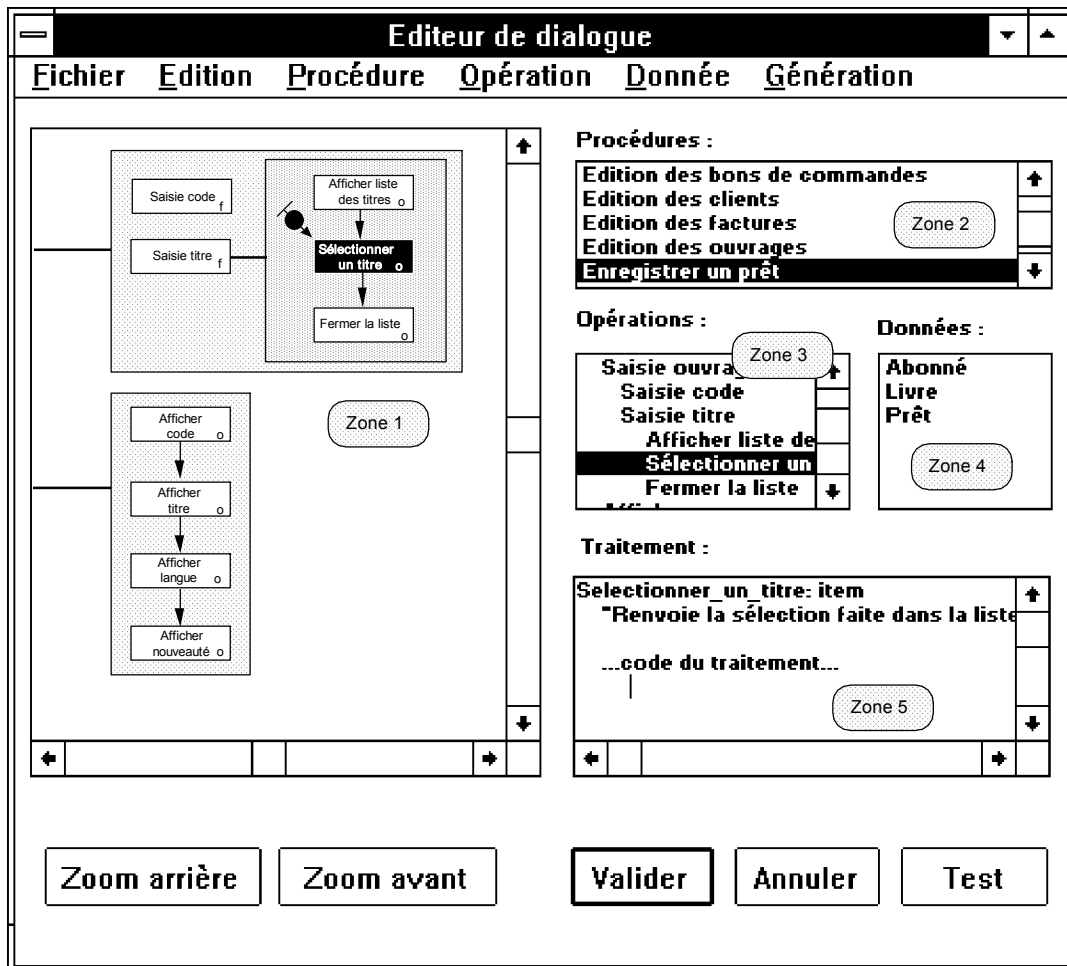 Editeur de dialogue
Fichier Edition Procédure Opération Donnée Génération
Saisie code f
Saisie titre f
Afficher liste
des titres o
Sélectionner
un titre o
Fermer la liste
o
Zone 1
Afficher
code o
Afficher
titre o
Afficher
langue o
Afficher
nouveauté o
Procédures :
Edition des bons de commandes
Edition des clients
Edition des factures
Edition des ouvrages
Enregistrer un prêt
Zone 2
Opérations :
Saisie ouvra
Saisie code
Saisie titre
Afficher liste de
Sélectionner un
Fermer la liste
Zone 3
Données :
Abonné
Livre
Prêt
Zone 4
Traitement :
Selectionner_un_titre: item
"Renvoie la sélection faite dans la liste
...code du traitement...
Zone 5
Zoom arrière Zoom avant Valider Annuler Test